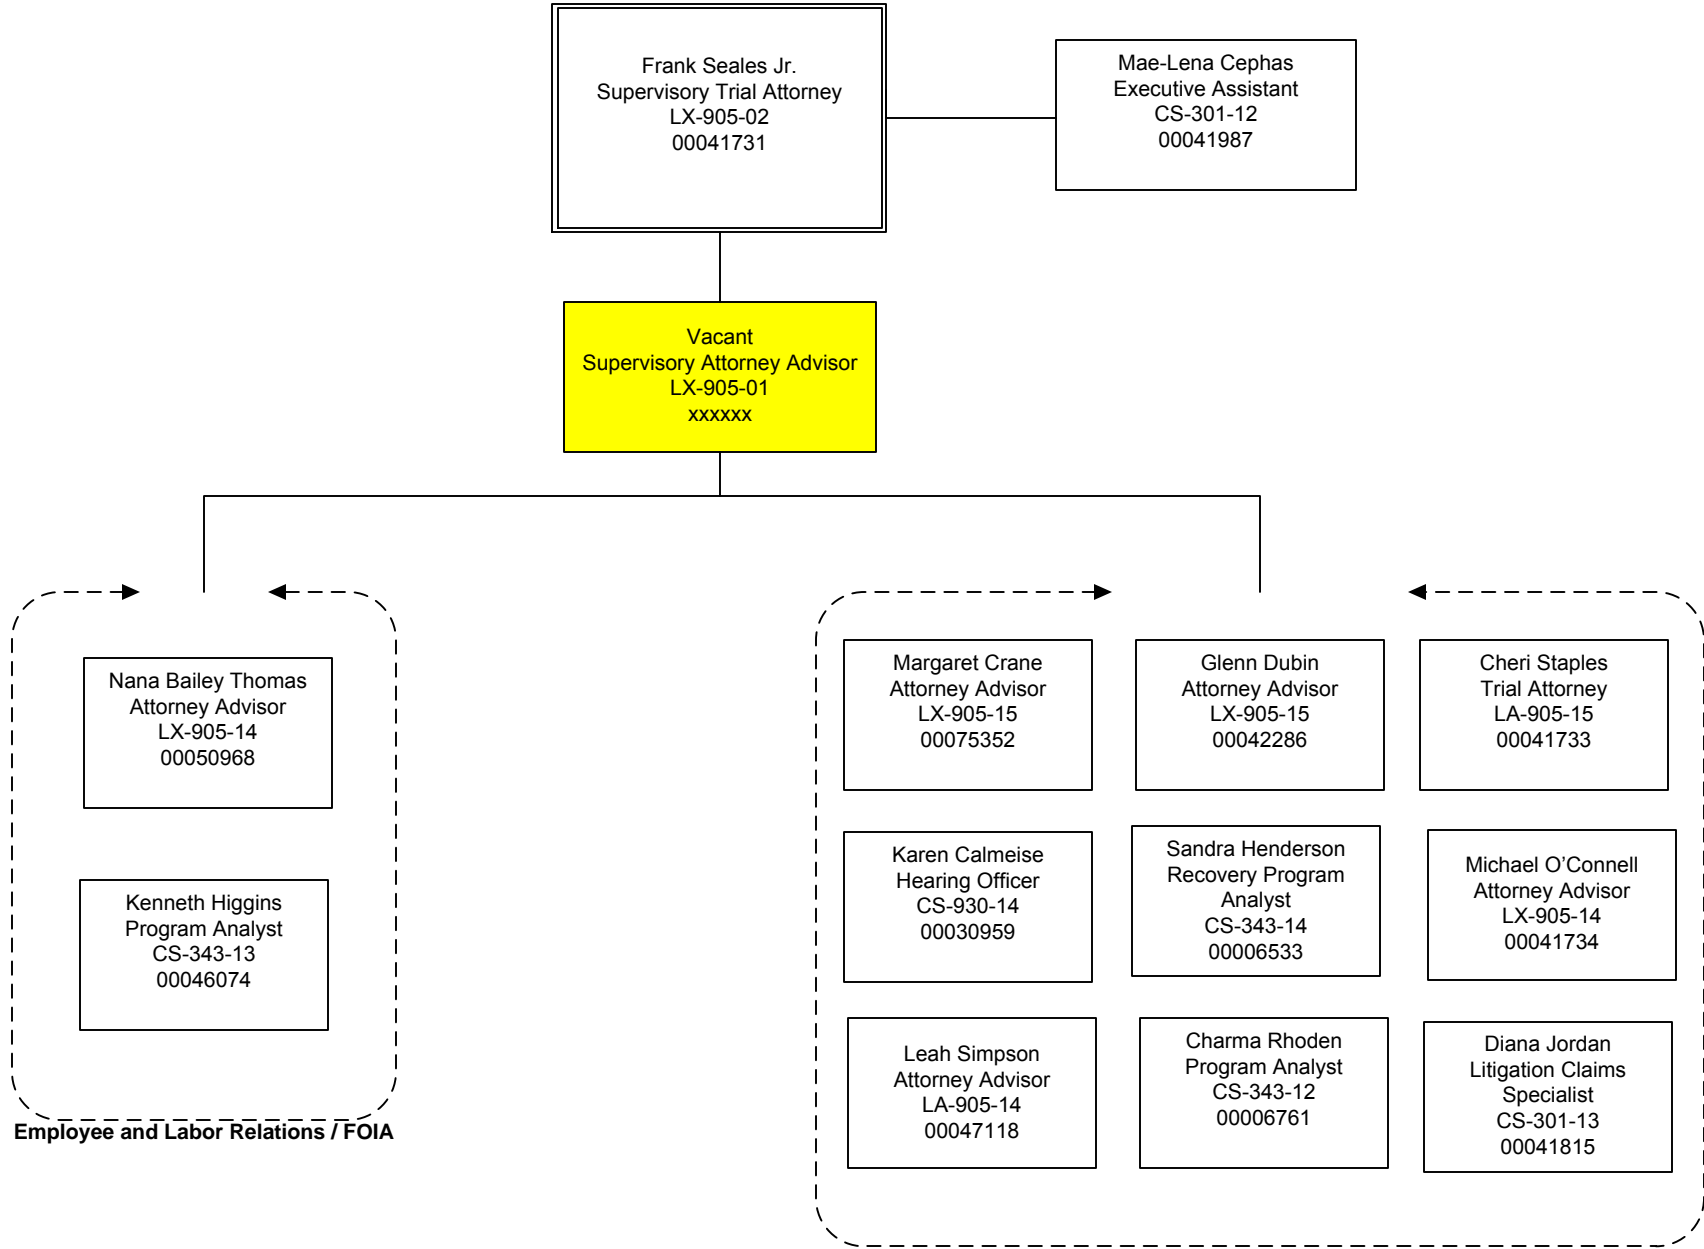 Frank Seales Jr.
Supervisory Trial Attorney
LX-905-02
00041731
Mae-Lena Cephas
Executive Assistant
CS-301-12
00041987
Vacant
Supervisory Attorney Advisor
LX-905-01
xxxxxx
Nana Bailey Thomas
Attorney Advisor
LX-905-14
00050968
Kenneth Higgins
Program Analyst
CS-343-13
00046074
Employee and Labor Relations / FOIA
Margaret Crane
Attorney Advisor
LX-905-15
00075352
Glenn Dubin
Attorney Advisor
LX-905-15
00042286
Cheri Staples
Trial Attorney
LA-905-15
00041733
Karen Calmeise
Hearing Officer
CS-930-14
00030959
Sandra Henderson
Recovery Program
Analyst
CS-343-14
00006533
Michael O’Connell
Attorney Advisor
LX-905-14
00041734
Leah Simpson
Attorney Advisor
LA-905-14
00047118
Charma Rhoden
Program Analyst
CS-343-12
00006761
Diana Jordan
Litigation Claims
Specialist
CS-301-13
00041815